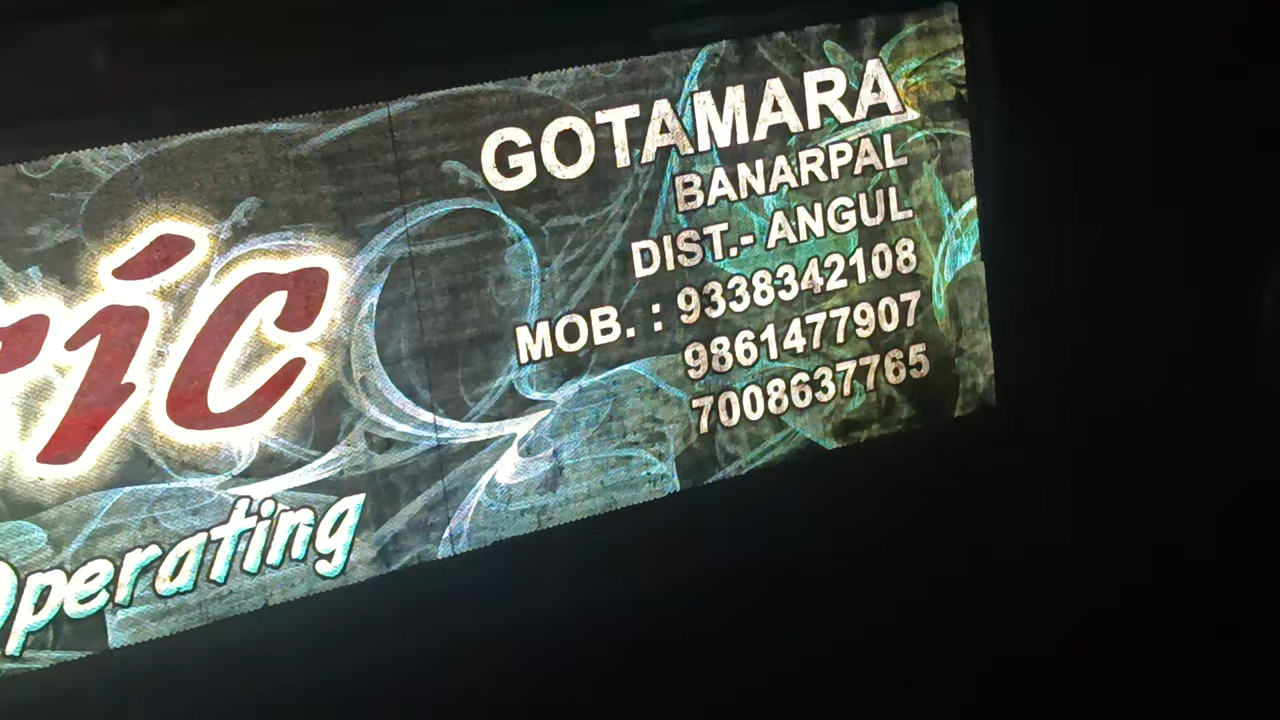 GOTAMARA
BANARPAL
DIST.- ANGUL
MOB. : 9338342108
9861477907
7008637765
ric
Operating